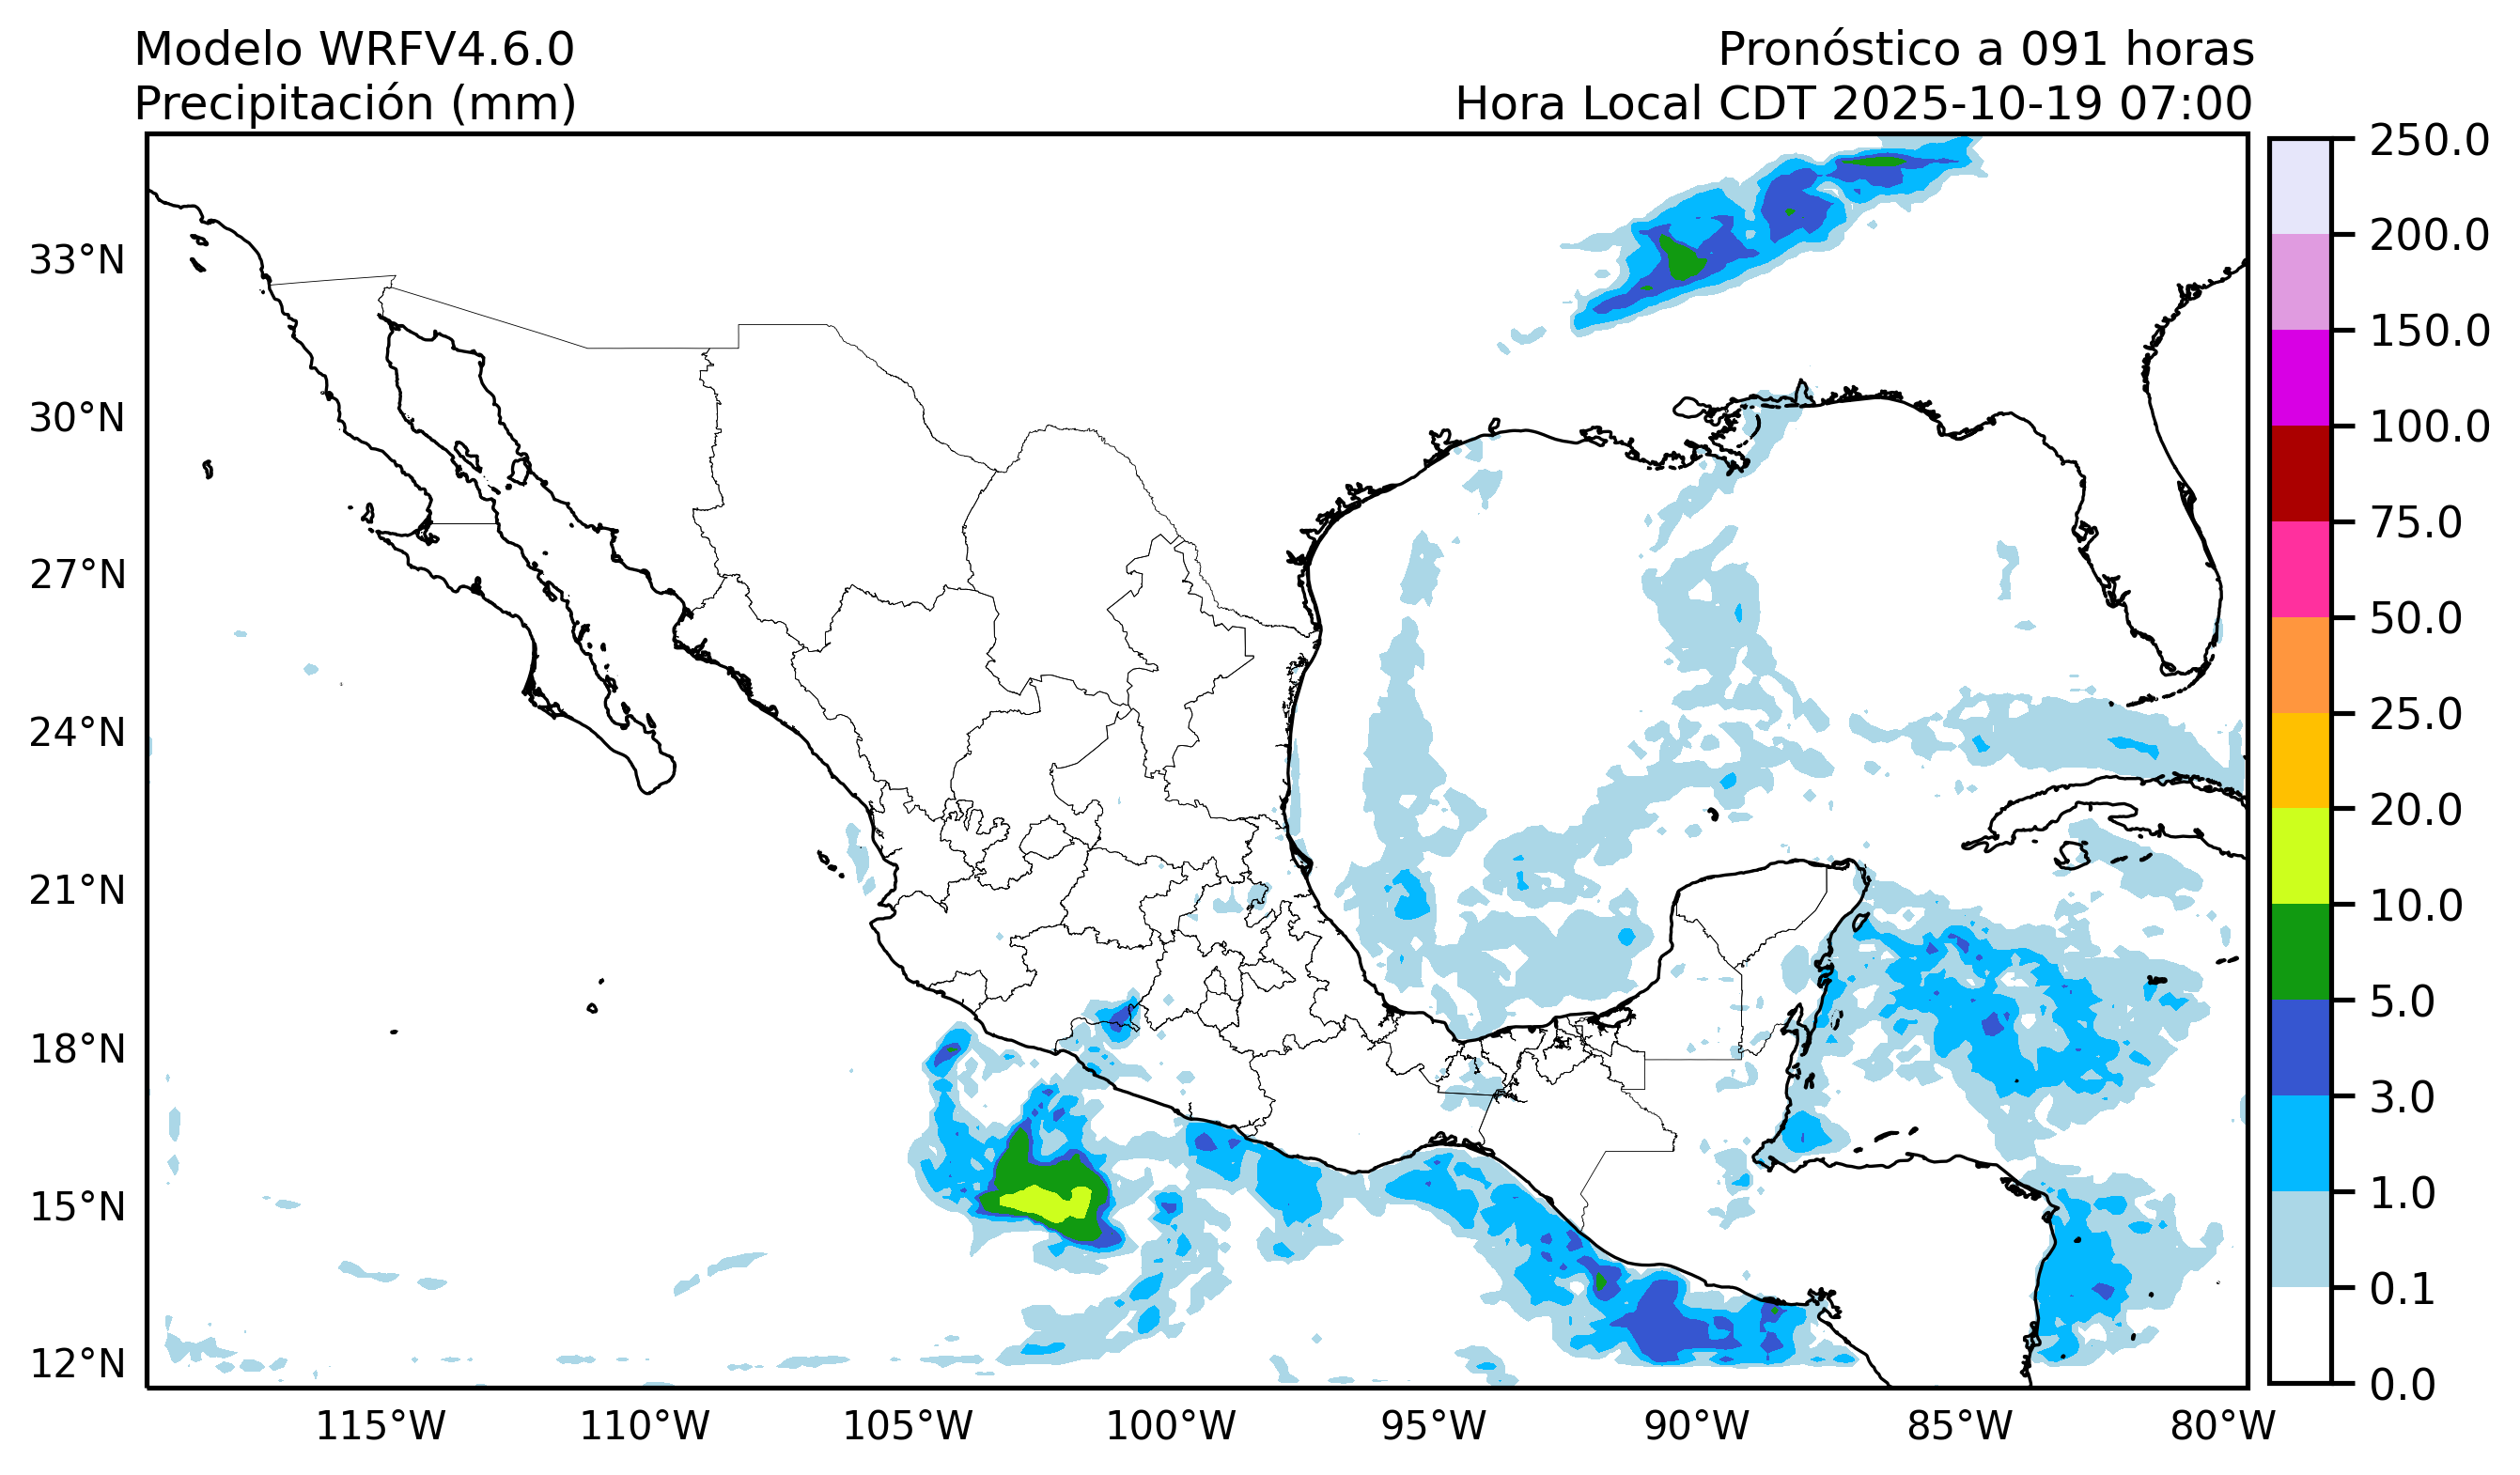 Modelo WRFV4.6.0
Precipitación (mm)
Pronóstico a 091 horas
Hora Local CDT 2025-10-19 07:00
33°N
30°N
27°N
24°N
21°N
18°N
15°N
12°N
115°W
110°W
105°W
100°W
95°W
90°W
85°W
80°W
250.0
200.0
150.0
100.0
75.0
50.0
25.0
20.0
10.0
5.0
3.0
1.0
0.1
0.0